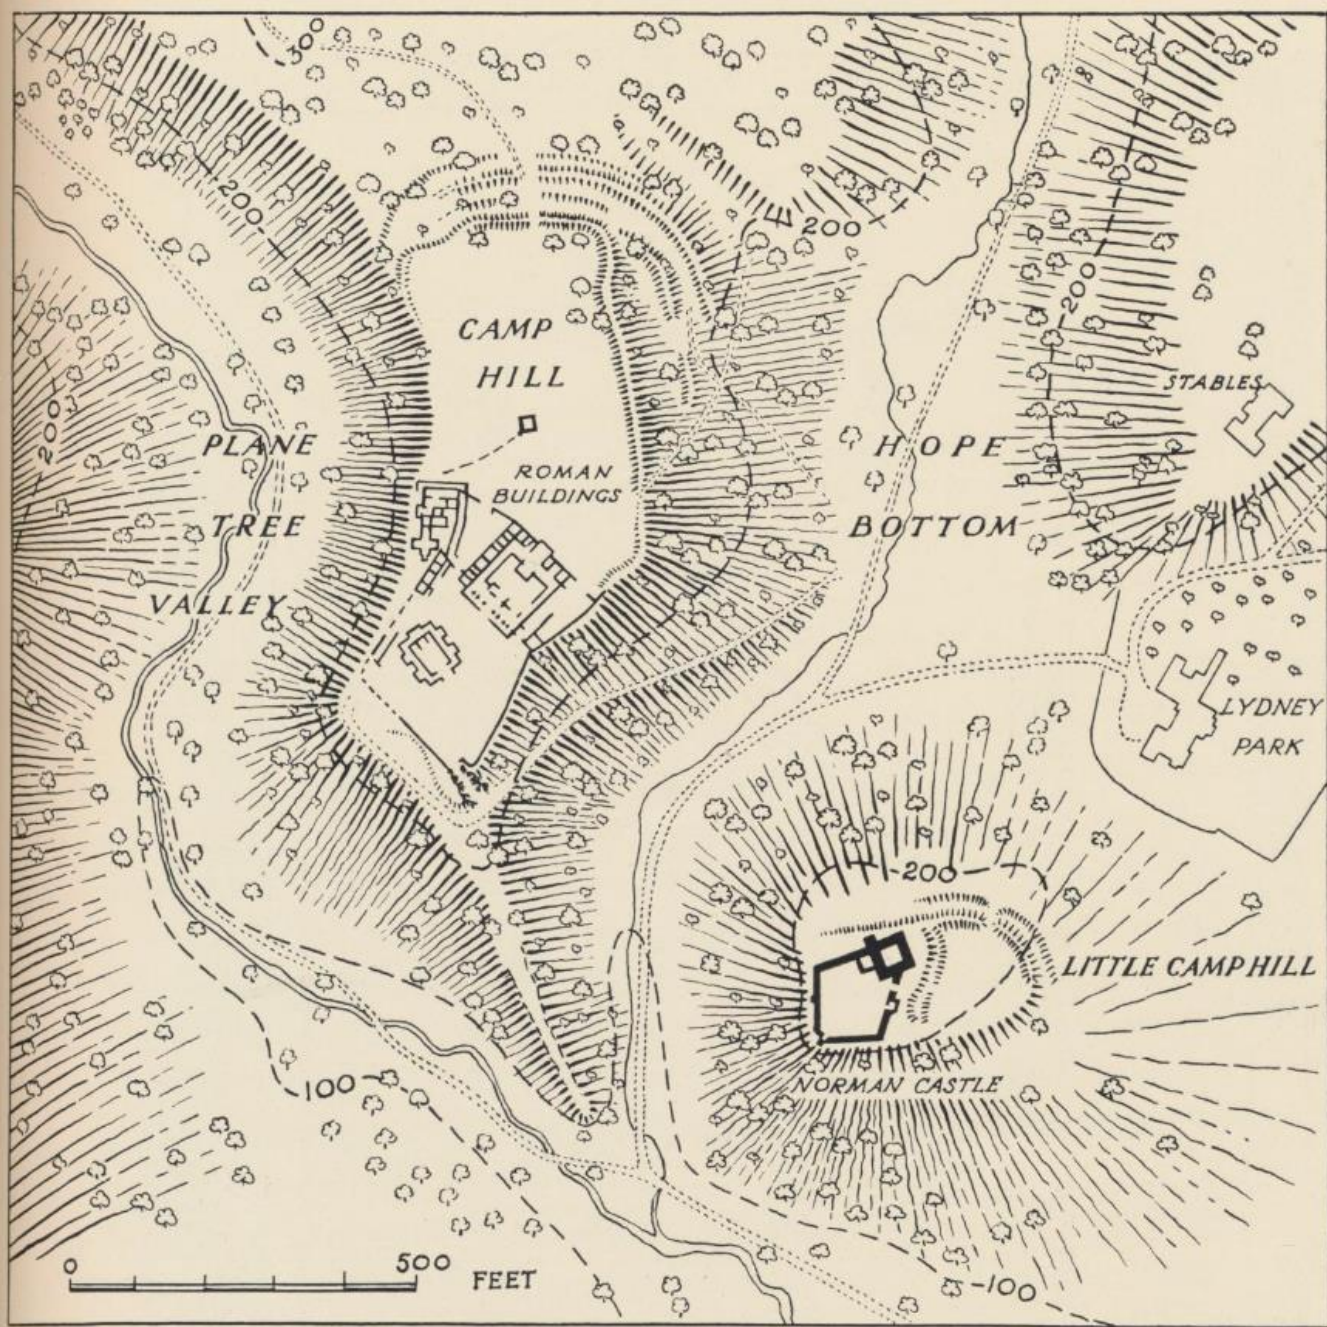 300
200
200
200
CAMP
HILL
STABLES
200
PLANE
HOPE
ROMAN
BUILDINGS
TREE
BOTTOM
VALLEY
LYDNEY
PARK
200
LITTLE CAMP HILL
100
NORMAN CASTLE
0 500 FEET
100